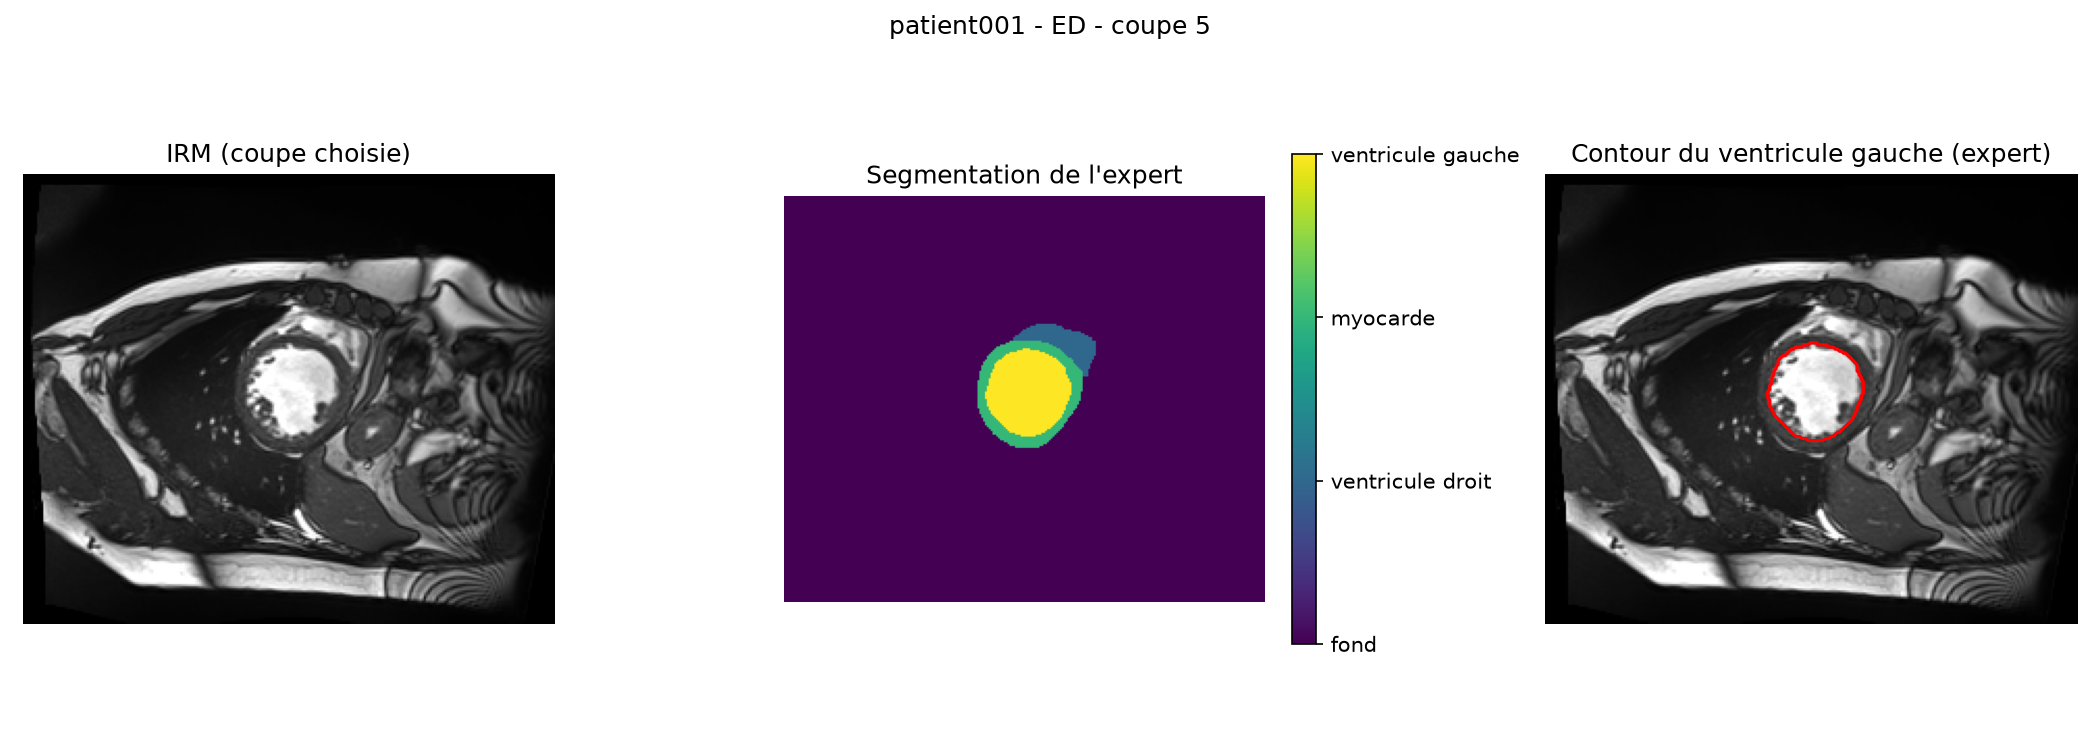 patient001 - ED - coupe 5
IRM (coupe choisie)
Segmentation de l'expert
ventricule gauche
myocarde
ventricule droit
fond
Contour du ventricule gauche (expert)